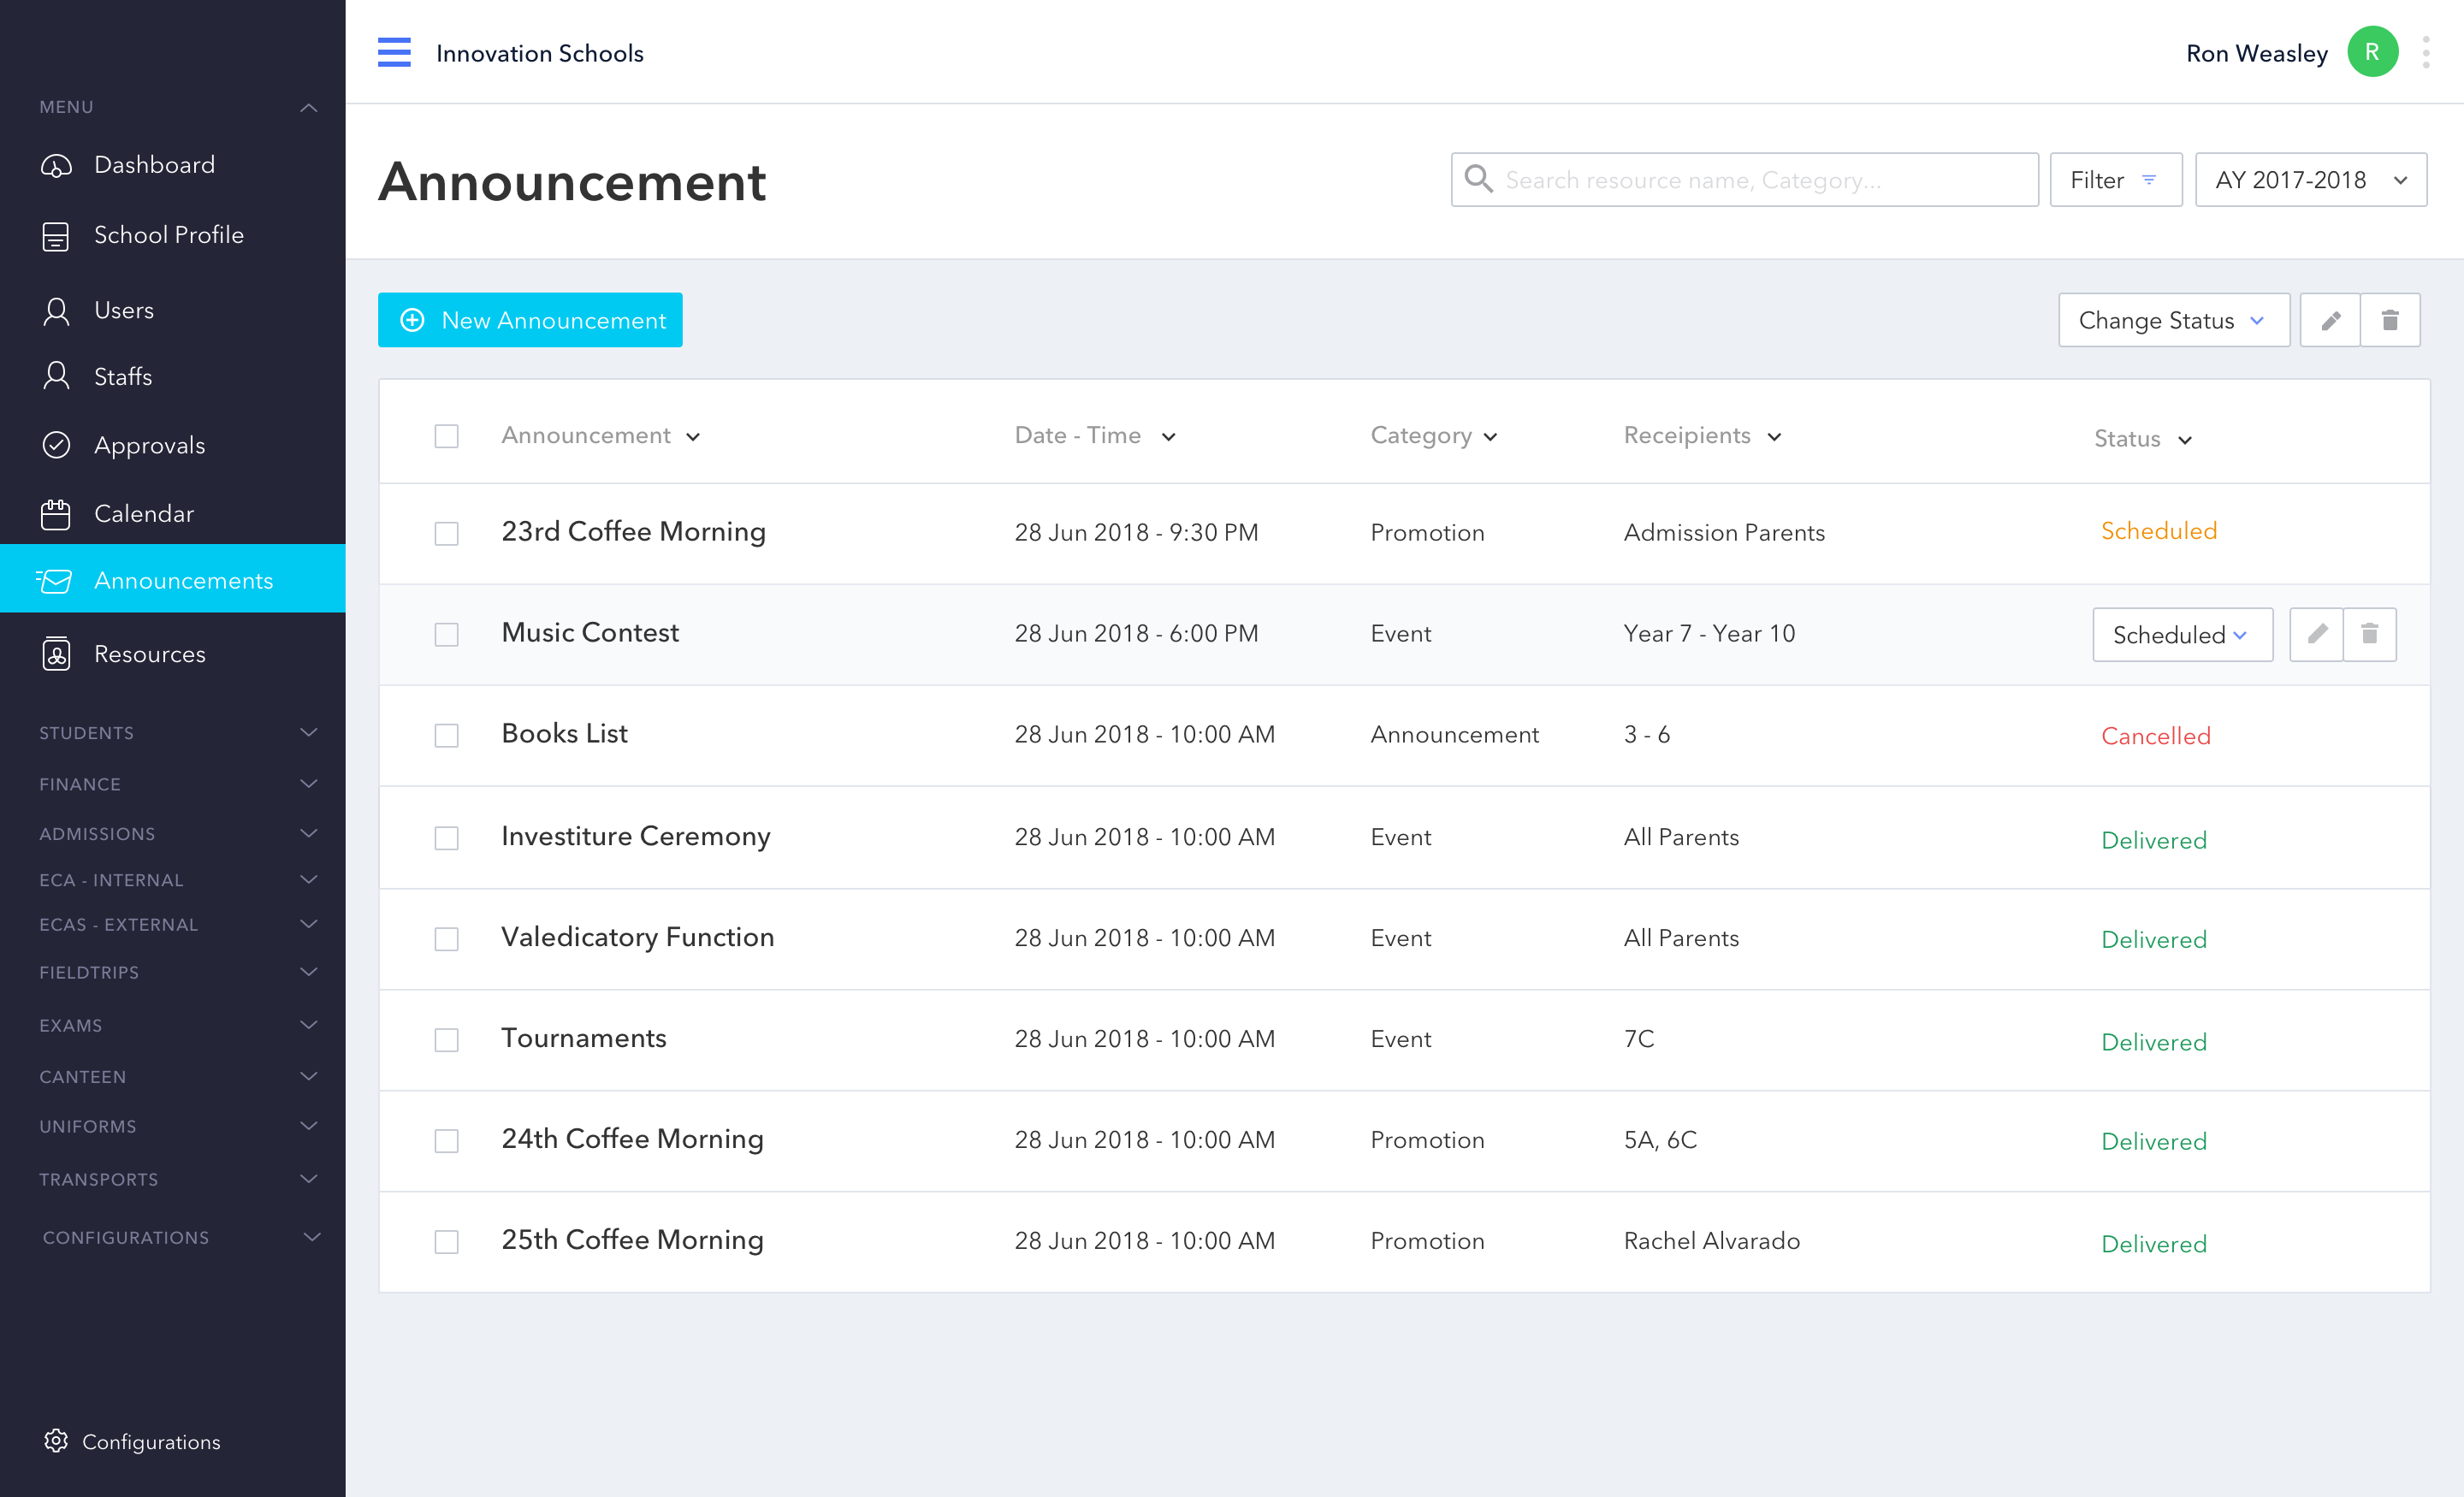 Innovation Schools
Ron Weasley R
MENU
Dashboard
School Profile
Users
Staffs
Approvals
Calendar
Announcements
Resources
STUDENTS
FINANCE
ADMISSIONS
ECA - INTERNAL
ECAS - EXTERNAL
FIELDTRIPS
EXAMS
CANTEEN
UNIFORMS
TRANSPORTS
CONFIGURATIONS
Configurations
Announcement
Search resource name, Category...
Filter
AY 2017-2018
New Announcement
Change Status
Announcement Date - Time Category Receipients Status
23rd Coffee Morning 28 Jun 2018 - 9:30 PM Promotion Admission Parents Scheduled
Music Contest 28 Jun 2018 - 6:00 PM Event Year 7 - Year 10 Scheduled
Books List 28 Jun 2018 - 10:00 AM Announcement 3 - 6 Cancelled
Investiture Ceremony 28 Jun 2018 - 10:00 AM Event All Parents Delivered
Valedicatory Function 28 Jun 2018 - 10:00 AM Event All Parents Delivered
Tournaments 28 Jun 2018 - 10:00 AM Event 7C Delivered
24th Coffee Morning 28 Jun 2018 - 10:00 AM Promotion 5A, 6C Delivered
25th Coffee Morning 28 Jun 2018 - 10:00 AM Promotion Rachel Alvarado Delivered